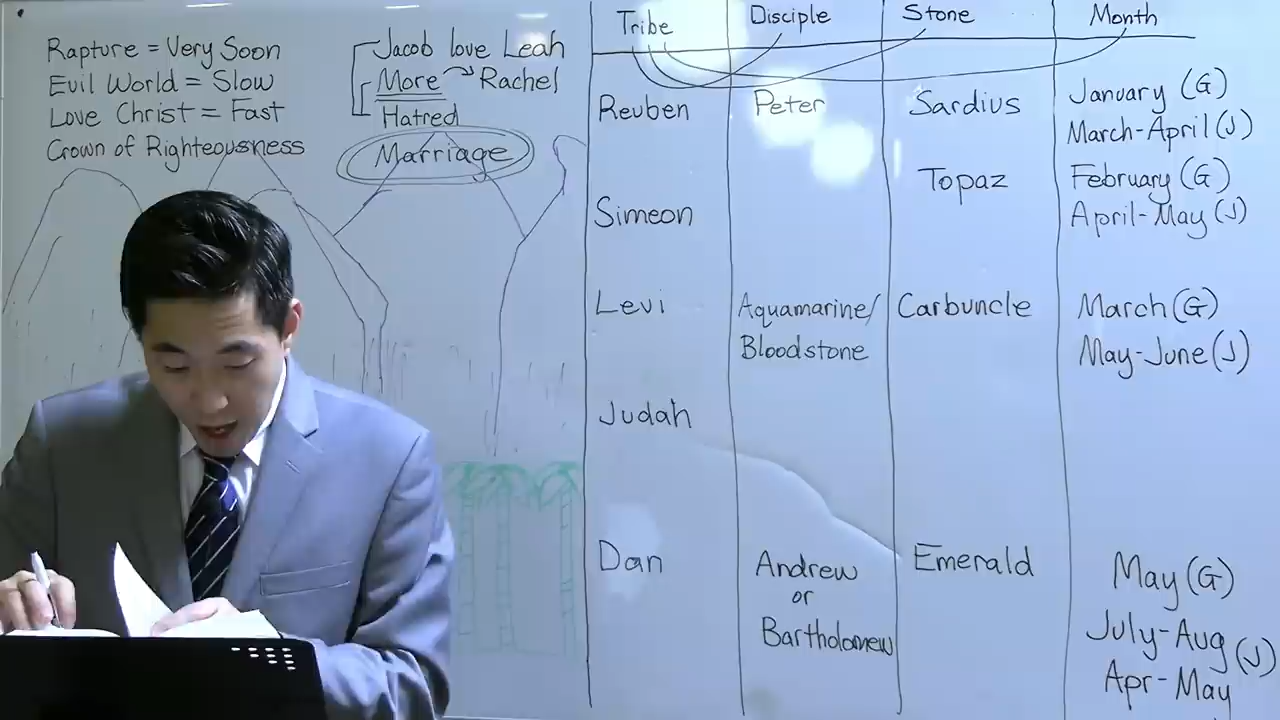 Rapture = Very Soon
Evil World = Slow
Love Christ = Fast
Crown of Righteousness
Jacob love Leah
More Rachel
Hatred
Marriage
Tribe Disciple Stone Month
Reuben Peter Sardius January (G)
March-April (J)
Simeon Topaz February (G)
April-May (J)
Levi Aquamarine/ Carbuncle March (G)
Bloodstone May-June (J)
Judah
Dan Andrew Emerald May (G)
or July-Aug (J)
Bartholomew Apr-May